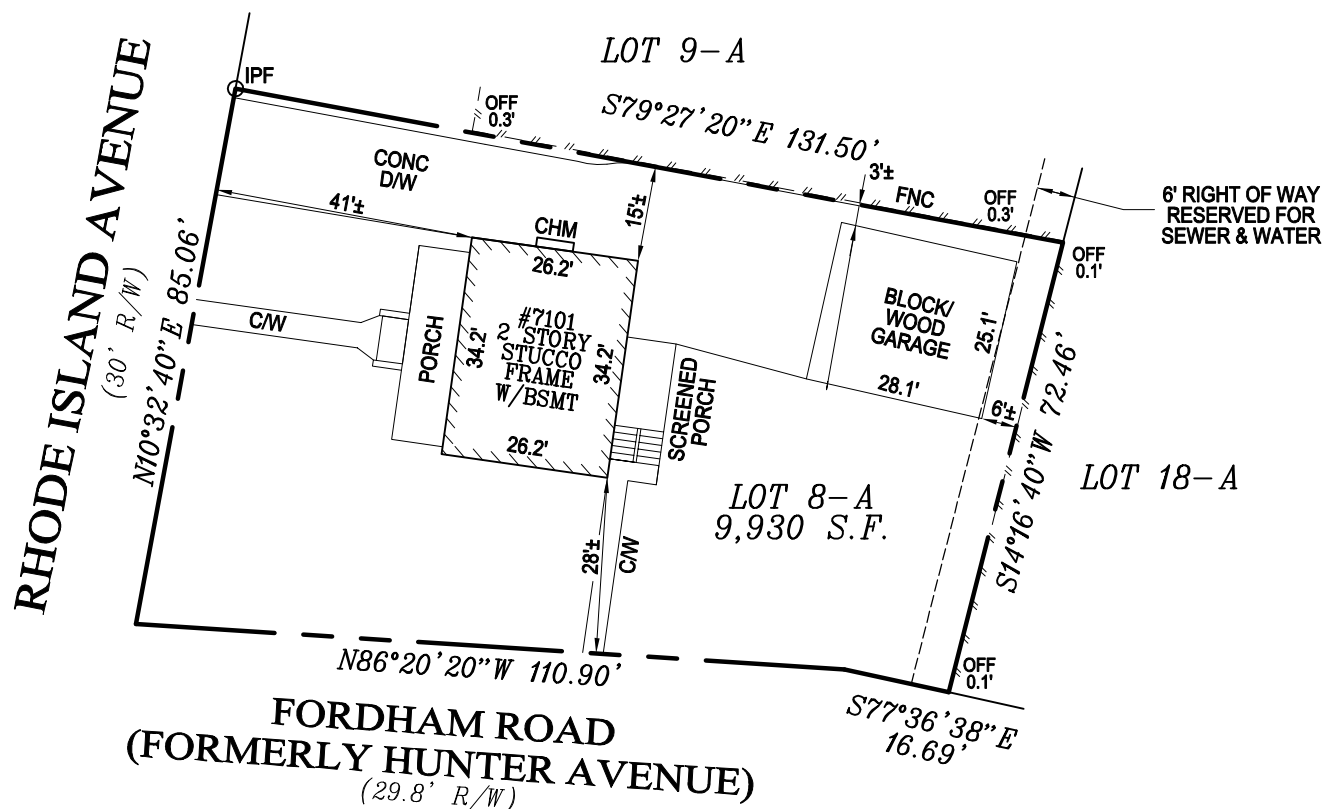 LOT 9-A
IPF
OFF
0.3'
S79°27'20"E 131.50'
CONC
D/W
3'±
FNC
OFF
0.3'
6' RIGHT OF WAY
RESERVED FOR
SEWER & WATER
RHODE ISLAND AVENUE
(30' R/W)
N10°32'40"E 85.06'
41'±
CHM
15'±
26.2'
OFF
0.1'
C/W
PORCH
34.2'
#7101
2 STORY
STUCCO
FRAME
W/BSMT
34.2'
26.2'
SCREENED
PORCH
BLOCK/
WOOD
GARAGE
25.1'
28.1'
6'±
S14°16'40"W 72.46'
LOT 18-A
LOT 8-A
9,930 S.F.
28'±
C/W
OFF
0.1'
N86°20'20"W 110.90'
S77°36'38"E
16.69'
FORDHAM ROAD
(FORMERLY HUNTER AVENUE)
(29.8' R/W)